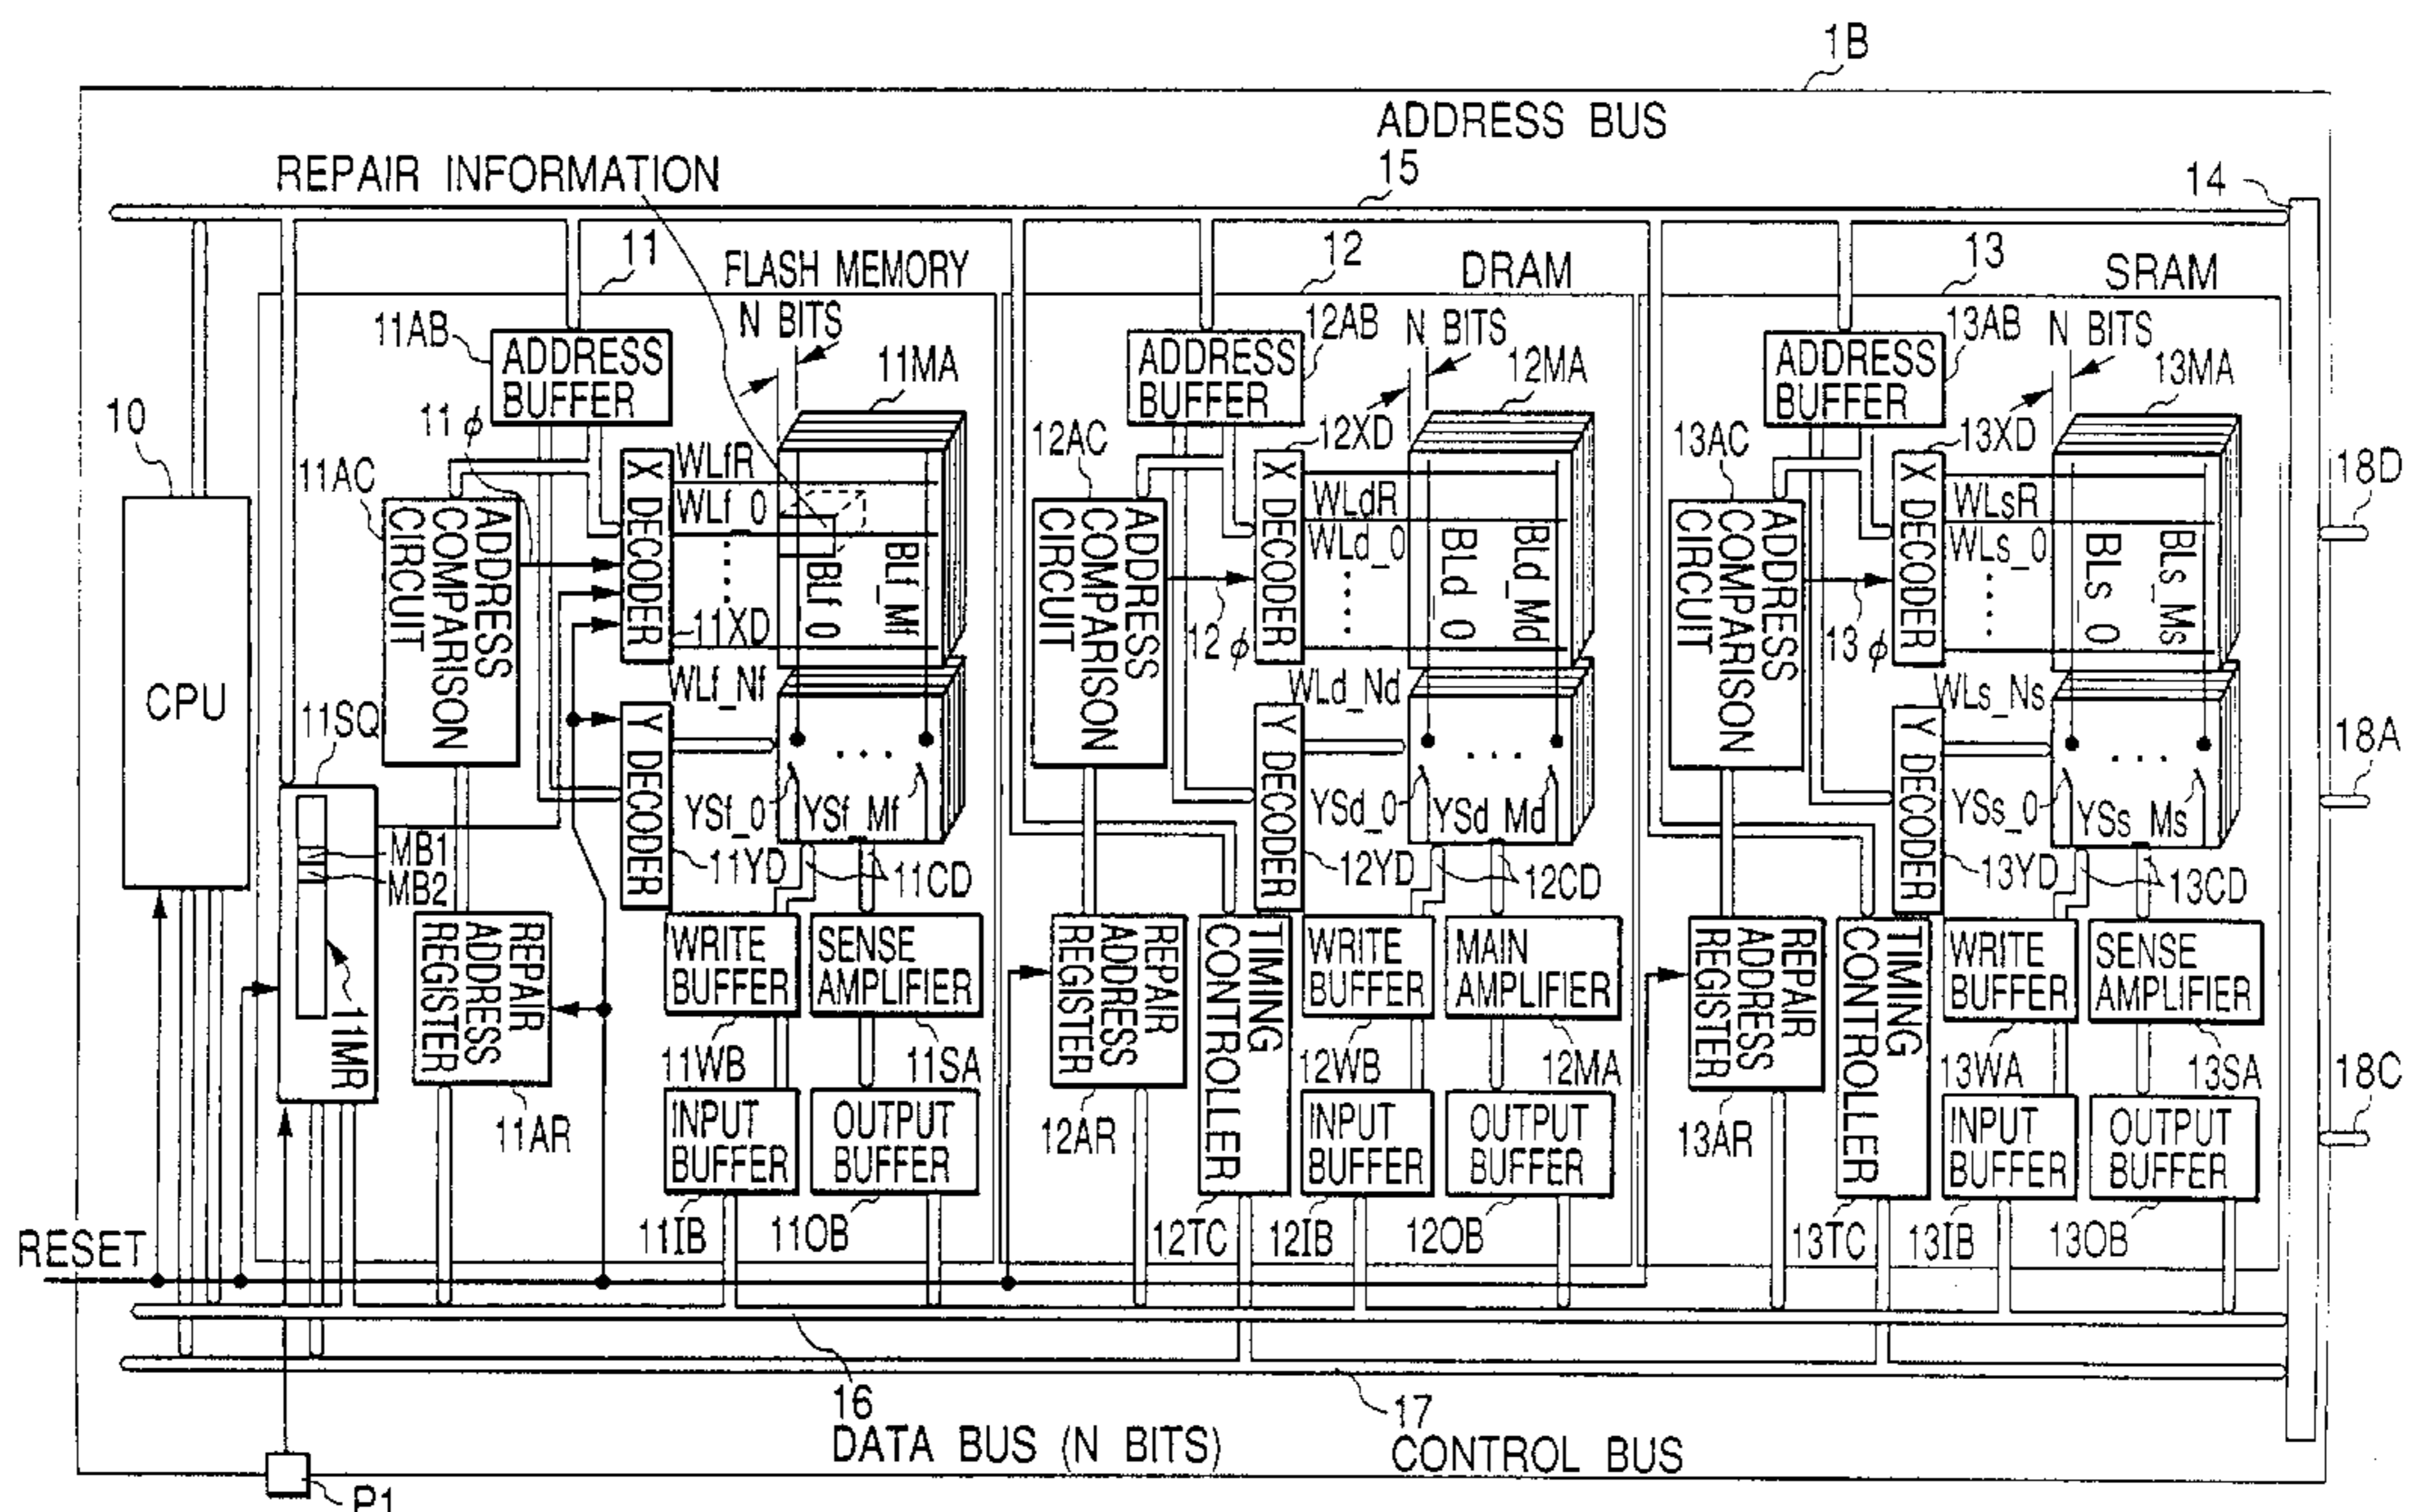 1B
ADDRESS BUS
REPAIR INFORMATION
15
14
11
FLASH MEMORY
12
DRAM
13
SRAM
11AB
ADDRESS
BUFFER
N BITS
11MA
ADDRESS
BUFFER
12AB
N BITS
12MA
ADDRESS
BUFFER
13AB
N BITS
13MA
10
CPU
11AC
11φ
ADDRESS
COMPARISON
CIRCUIT
X DECODER
11XD
WLfR
WLf_0
WLf_Nf
BLf_0
BLf_Mf
12AC
ADDRESS
COMPARISON
CIRCUIT
12φ
X DECODER
12XD
WLdR
WLd_0
WLd_Nd
BLd_0
BLd_Md
13AC
ADDRESS
COMPARISON
CIRCUIT
13φ
X DECODER
13XD
WLsR
WLs_0
WLs_Ns
BLs_0
BLs_Ms
18D
18A
18C
11SQ
MB1
MB2
11MR
Y DECODER
11YD
YSf_0
YSf_Mf
11CD
Y DECODER
12YD
YSd_0
YSd_Md
12CD
Y DECODER
13YD
YSs_0
YSs_Ms
13CD
REPAIR
ADDRESS
REGISTER
11AR
WRITE
BUFFER
11WB
SENSE
AMPLIFIER
11SA
INPUT
BUFFER
11IB
OUTPUT
BUFFER
11OB
REPAIR
ADDRESS
REGISTER
12AR
TIMING
CONTROLLER
12TC
WRITE
BUFFER
12WB
MAIN
AMPLIFIER
12MA
INPUT
BUFFER
12IB
OUTPUT
BUFFER
12OB
REPAIR
ADDRESS
REGISTER
13AR
TIMING
CONTROLLER
13TC
WRITE
BUFFER
13WA
SENSE
AMPLIFIER
13SA
INPUT
BUFFER
13IB
OUTPUT
BUFFER
13OB
RESET
16
DATA BUS (N BITS)
17
CONTROL BUS
P1